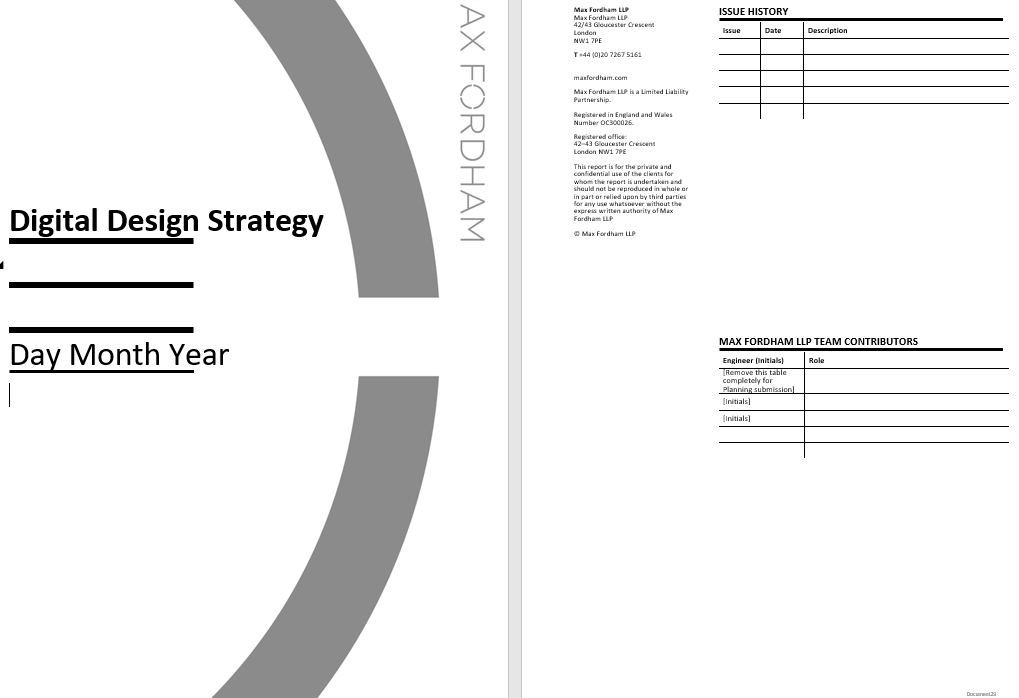 AX FORDHAM
Digital Design Strategy
Day Month Year
Max Fordham LLP
Max Fordham LLP
42/43 Gloucester Crescent
London
NW1 7PE
T +44 (0)20 7267 5161
maxfordham.com
Max Fordham LLP is a Limited Liability
Partnership.
Registered in England and Wales
Number OC300026.
Registered office:
42–43 Gloucester Crescent
London NW1 7PE
This report is for the private and
confidential use of the clients for
whom the report is undertaken and
should not be reproduced in whole or
in part or relied upon by third parties
for any use whatsoever without the
express written authority of Max
Fordham LLP
© Max Fordham LLP
ISSUE HISTORY
Issue Date Description
MAX FORDHAM LLP TEAM CONTRIBUTORS
Engineer (Initials) Role
[Remove this table
completely for
Planning submission]
[Initials]
[Initials]
Document28